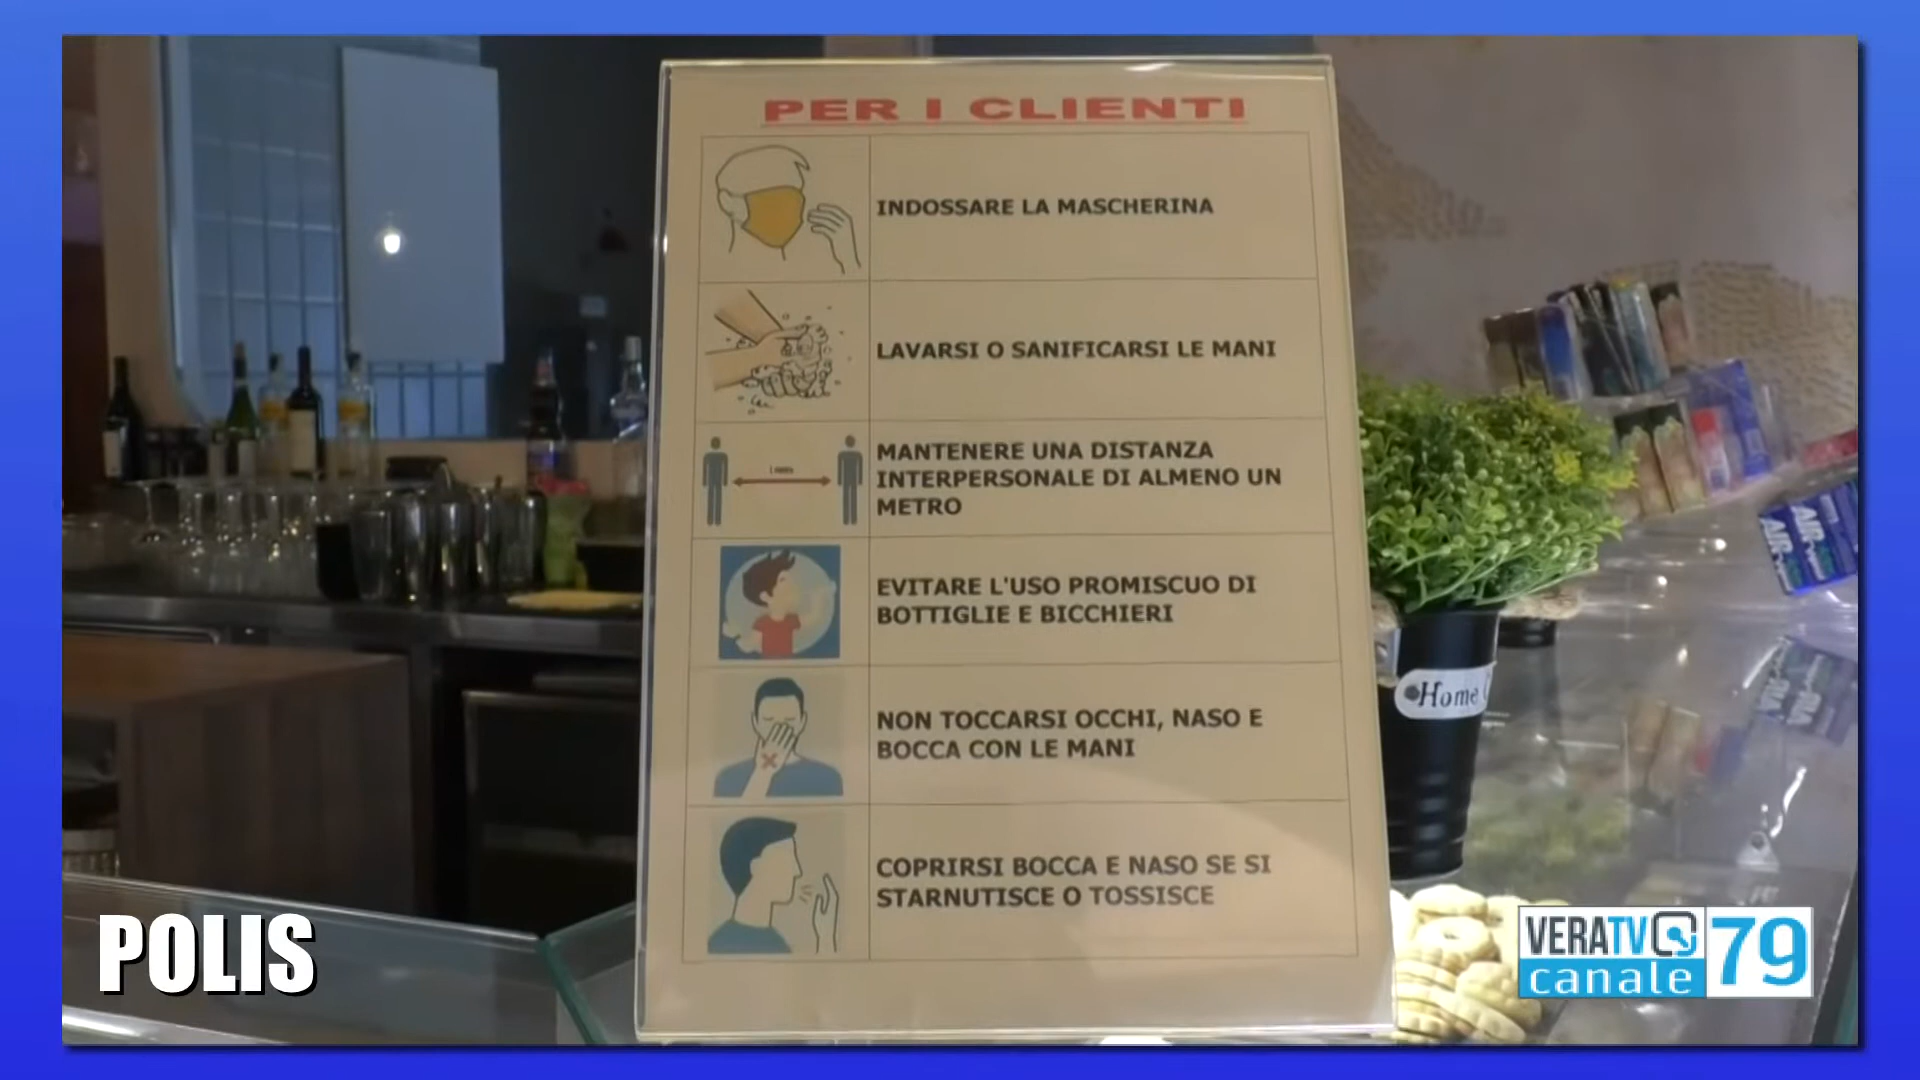 PER I CLIENTI
INDOSSARE LA MASCHERINA
LAVARSI O SANIFICARSI LE MANI
MANTENERE UNA DISTANZA
INTERPERSONALE DI ALMENO UN
METRO
EVITARE L'USO PROMISCUO DI
BOTTIGLIE E BICCHIERI
NON TOCCARSI OCCHI, NASO E
BOCCA CON LE MANI
COPRIRSI BOCCA E NASO SE SI
STARNUTISCE O TOSSISCE
Home
POLIS
VERATV
canale
79